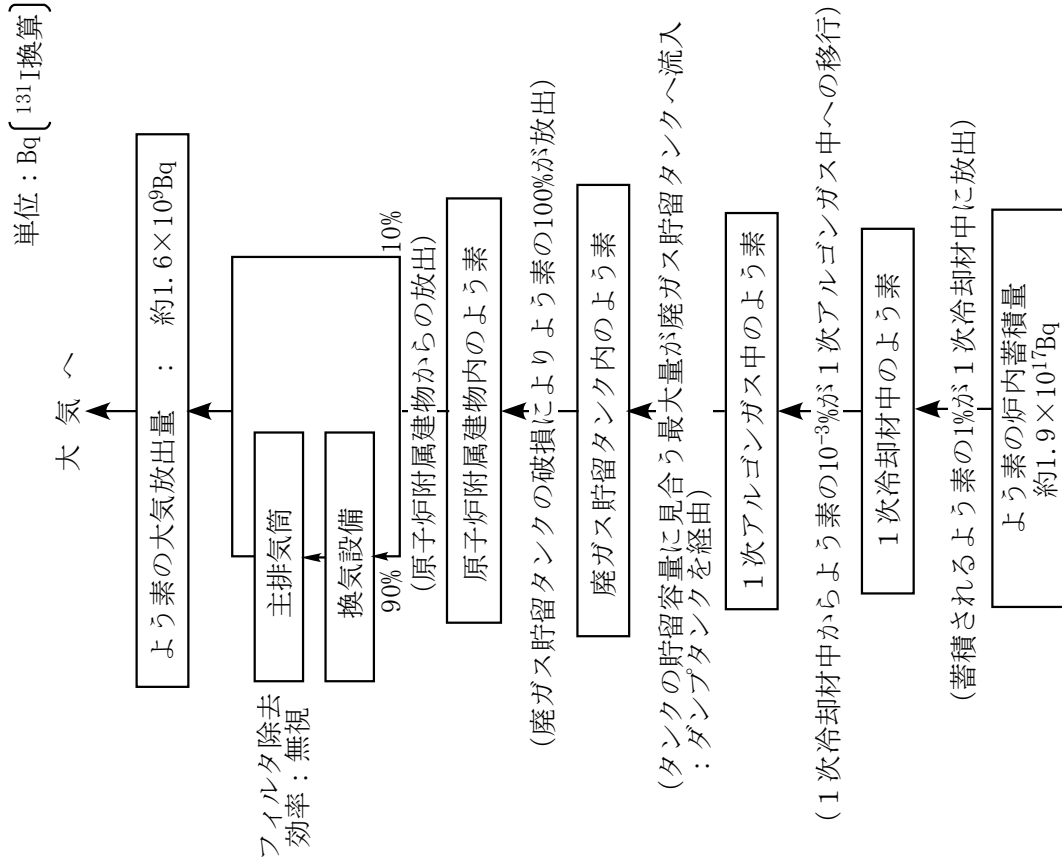 単位：Bq（¹³¹I換算）
大 気 へ
よう素の大気放出量 ： 約1.6×10⁹Bq
フィルタ除去
効率：無視
主排気筒
換気設備
90%
10%
(原子炉附属建物からの放出)
原子炉附属建物内のよう素
(廃ガス貯留タンクの破損によりよう素の100%が放出)
廃ガス貯留タンク内のよう素
(タンクの貯留容量に見合う最大量が廃ガス貯留タンクへ流入
：ダンプタンクを経由)
１次アルゴンガス中のよう素
(１次冷却材中からよう素の10⁻³%が１次アルゴンガス中への移行)
１次冷却材中のよう素
(蓄積されるよう素の1%が１次冷却材中に放出)
よう素の炉内蓄積量
約1.9×10¹⁷Bq